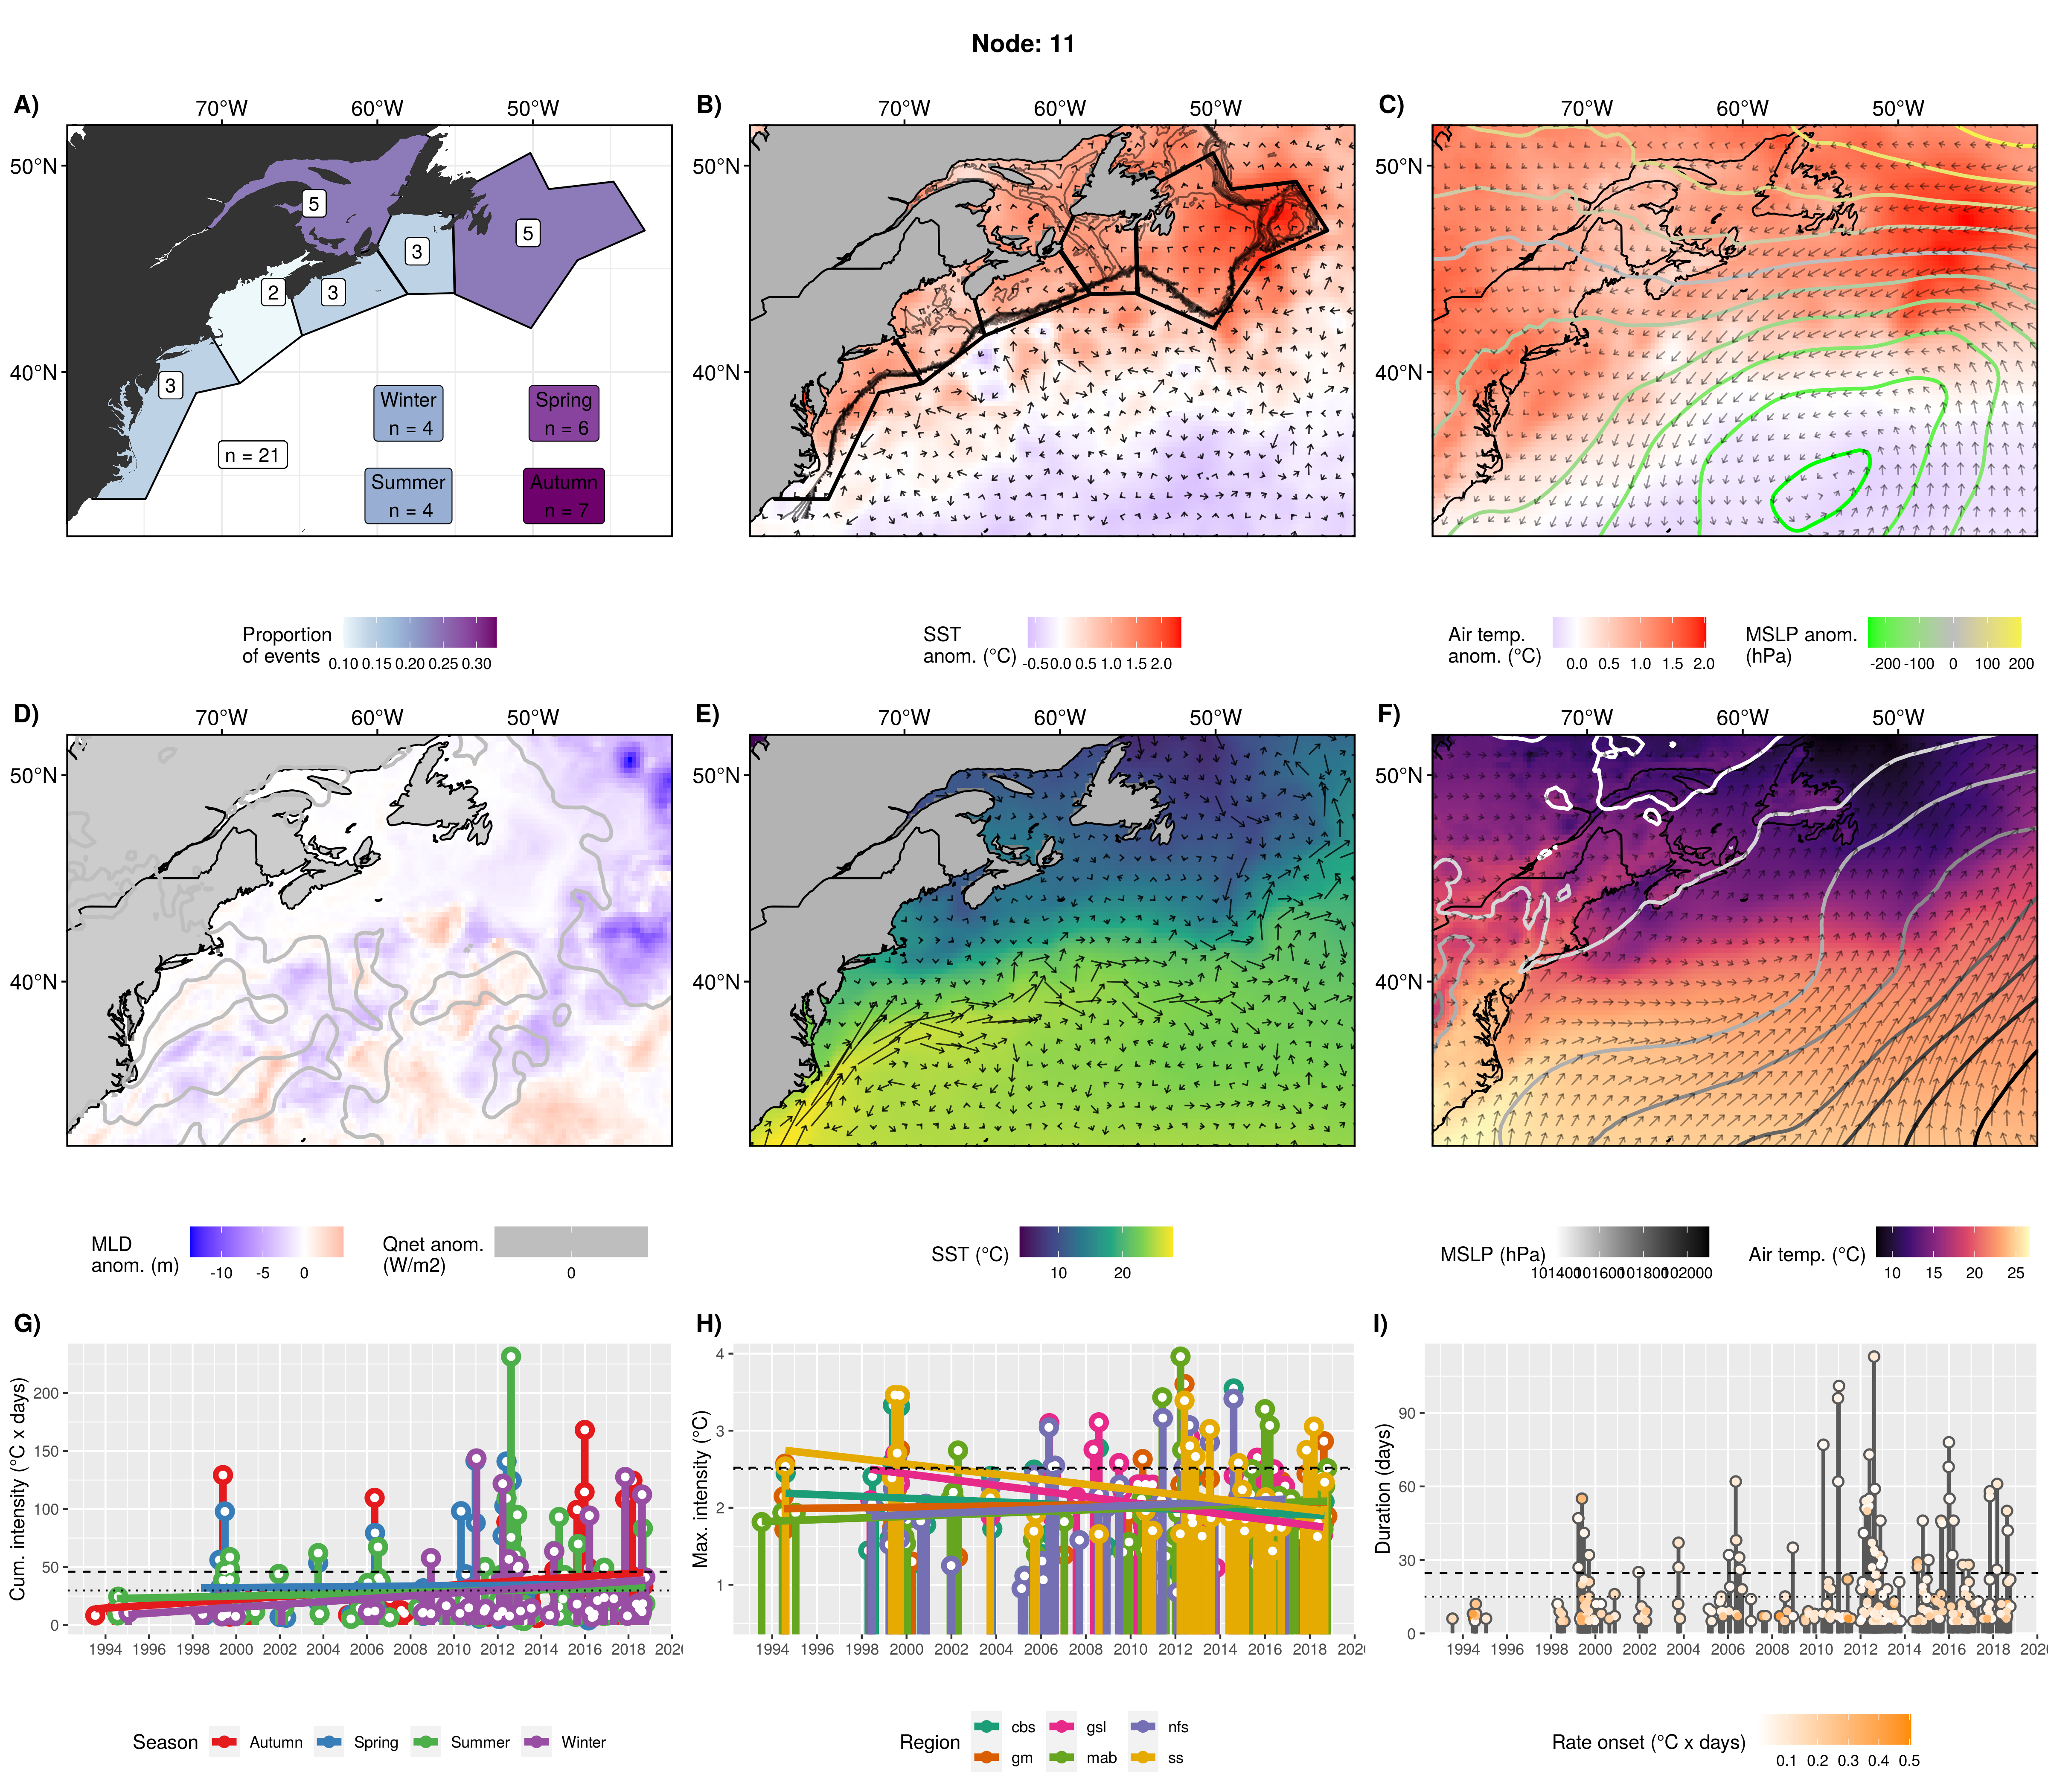 Node: 11
A)
70°W 60°W 50°W
50°N
40°N
5
3
5
2
3
3
n = 21
Winter
n = 4
Spring
n = 6
Summer
n = 4
Autumn
n = 7
Proportion
of events
0.10 0.15 0.20 0.25 0.30
B)
70°W 60°W 50°W
50°N
40°N
SST
anom. (°C)
-0.5 0.0 0.5 1.0 1.5 2.0
C)
70°W 60°W 50°W
50°N
40°N
Air temp.
anom. (°C)
0.0 0.5 1.0 1.5 2.0
MSLP anom.
(hPa)
-200 -100 0 100 200
D)
70°W 60°W 50°W
50°N
40°N
MLD
anom. (m)
-10 -5 0
Qnet anom.
(W/m2)
0
E)
70°W 60°W 50°W
50°N
40°N
SST (°C)
10 20
F)
70°W 60°W 50°W
50°N
40°N
MSLP (hPa)
101400 101600 101800 102000
Air temp. (°C)
10 15 20 25
G)
Cum. intensity (°C x days)
200
150
100
50
0
1994 1996 1998 2000 2002 2004 2006 2008 2010 2012 2014 2016 2018
Season
Autumn Spring Summer Winter
H)
Max. intensity (°C)
4
3
2
1
1994 1996 1998 2000 2002 2004 2006 2008 2010 2012 2014 2016 2018
Region
cbs gsl nfs
gm mab ss
I)
Duration (days)
90
60
30
0
1994 1996 1998 2000 2002 2004 2006 2008 2010 2012 2014 2016 2018
Rate onset (°C x days)
0.1 0.2 0.3 0.4 0.5